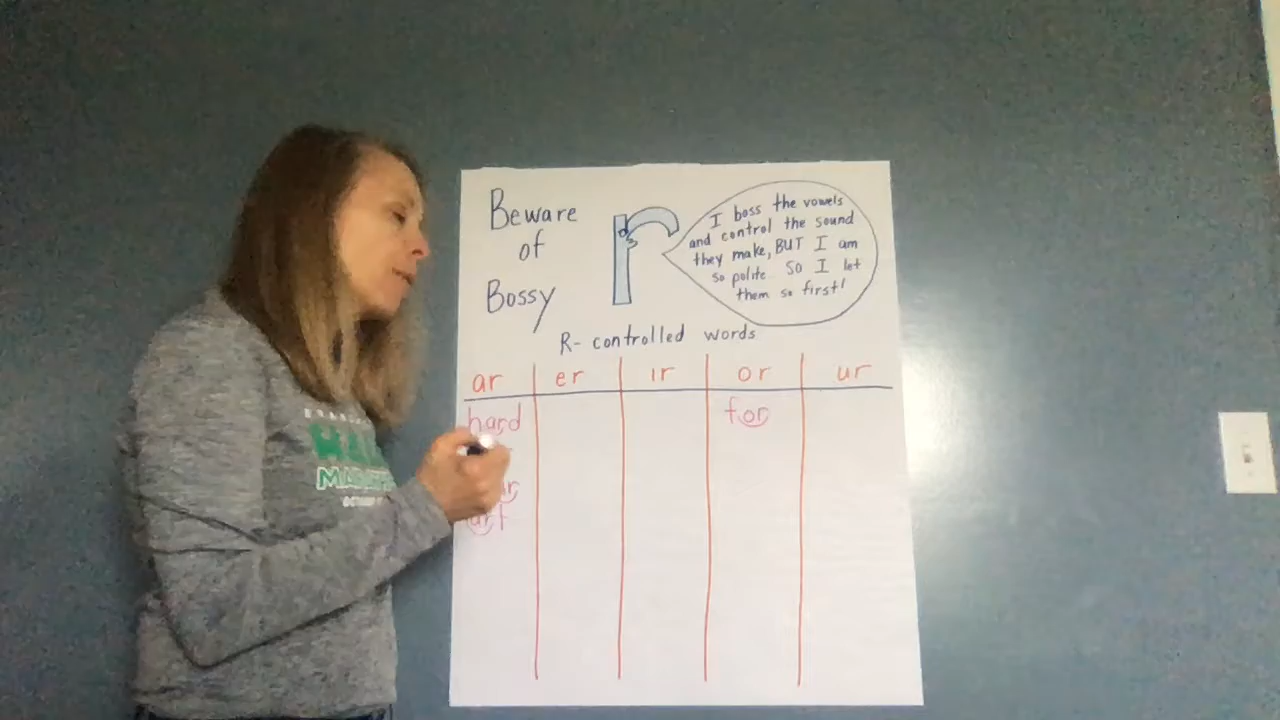 Beware
of
Bossy
I boss the vowels
and control the sound
they make, BUT I am
so polite. So I let
them go first!
R- controlled words
ar er ir or ur
hard for